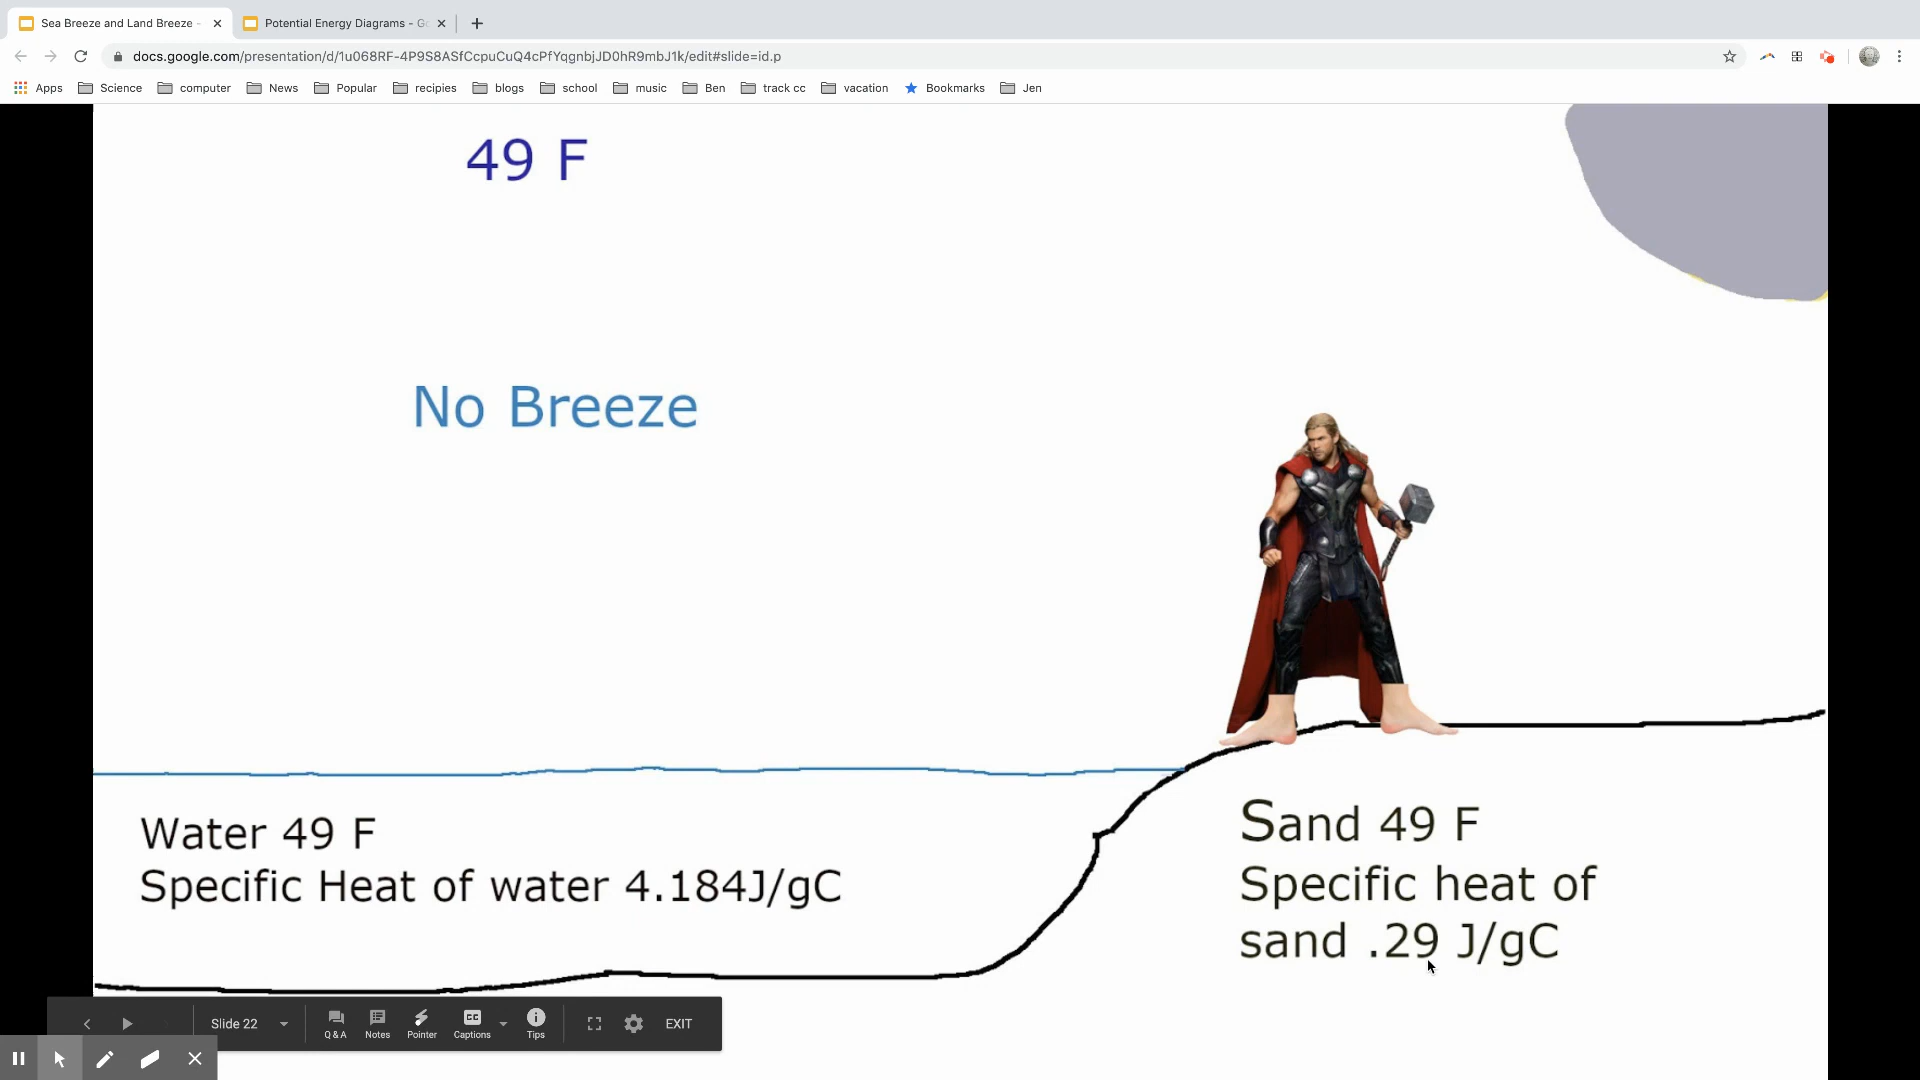 Sea Breeze and Land Breeze -
Potential Energy Diagrams - Go
docs.google.com/presentation/d/1u068RF-4P9S8ASfCcpuCuQ4cPfYqgnbjJD0hR9mbJ1k/edit#slide=id.p
Apps Science computer News Popular recipies blogs school music Ben track cc vacation Bookmarks Jen
49 F
No Breeze
Water 49 F
Specific Heat of water 4.184J/gC
Sand 49 F
Specific heat of
sand .29 J/gC
Slide 22 Q & A Notes Pointer CC Captions Tips EXIT